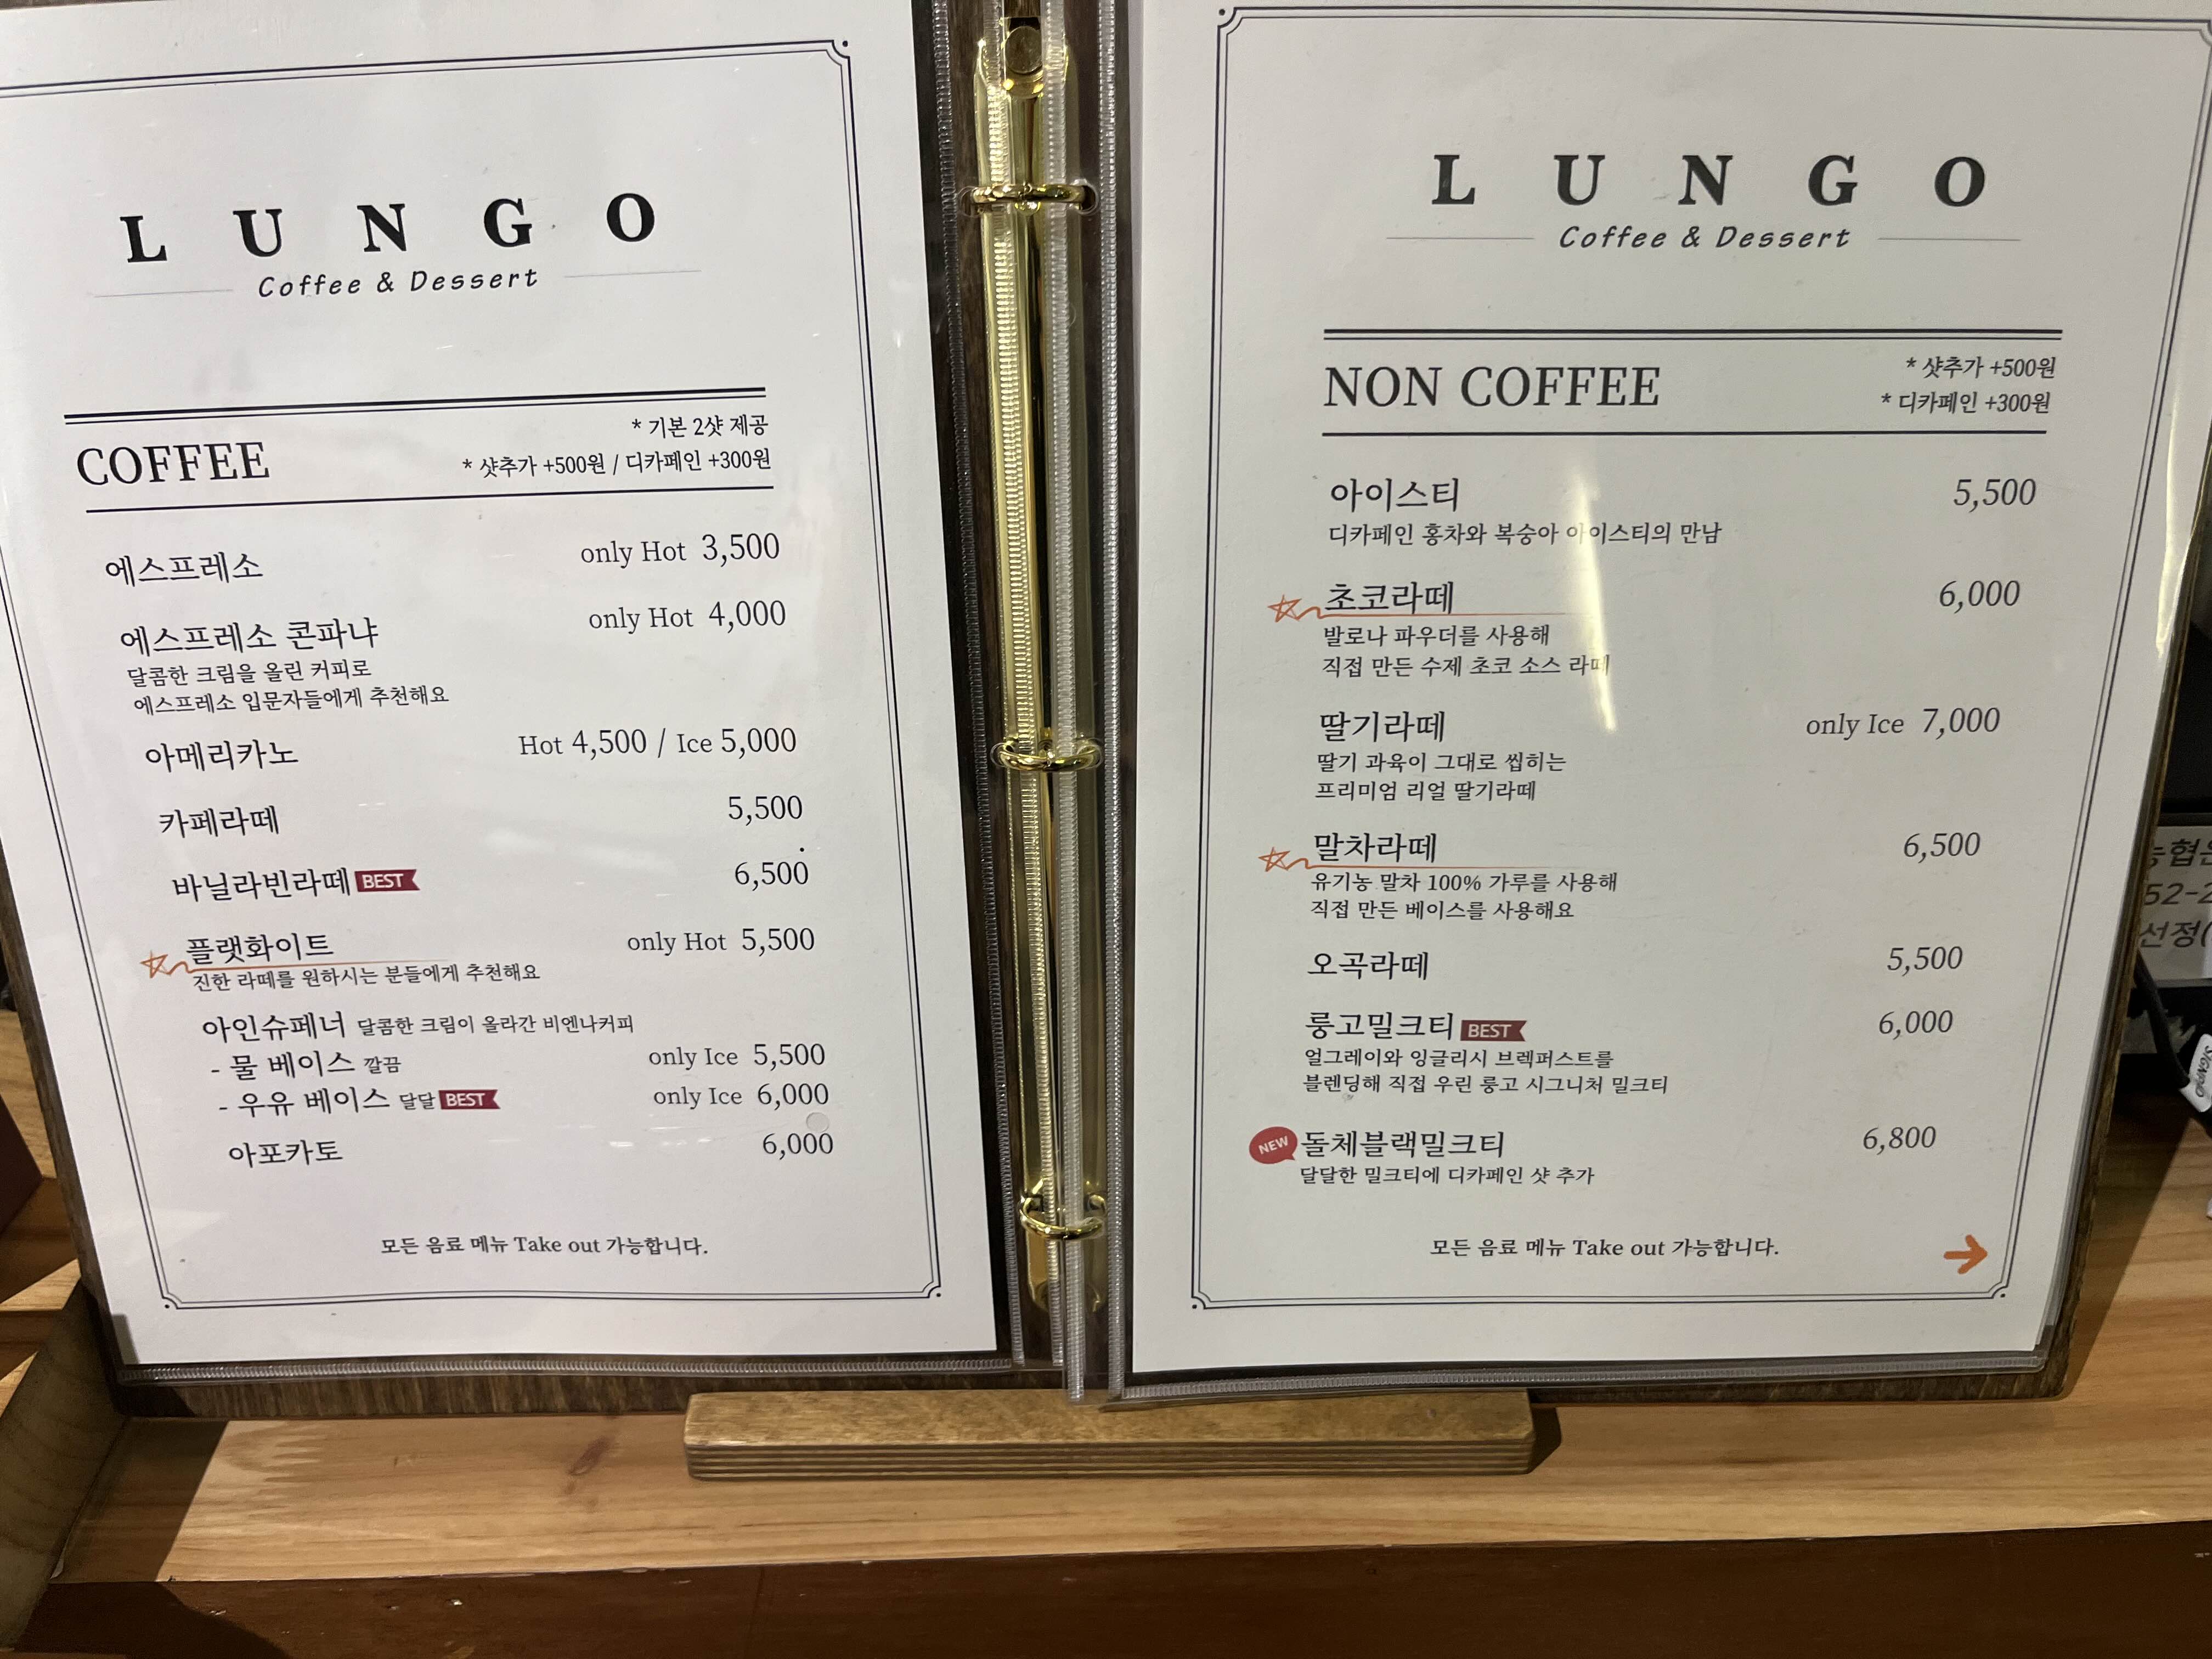 L U N G O
Coffee & Dessert
COFFEE
* 기본 2샷 제공
* 샷추가 +500원 / 디카페인 +300원
에스프레소 only Hot 3,500
에스프레소 콘파냐 only Hot 4,000
달콤한 크림을 올린 커피로
에스프레소 입문자들에게 추천해요
아메리카노 Hot 4,500 / Ice 5,000
카페라떼 5,500
바닐라빈라떼 BEST 6,500
플랫화이트 only Hot 5,500
진한 라떼를 원하시는 분들에게 추천해요
아인슈페너 달콤한 크림이 올라간 비엔나커피
- 물 베이스 깔끔 only Ice 5,500
- 우유 베이스 달달 BEST only Ice 6,000
아포카토 6,000
모든 음료 메뉴 Take out 가능합니다.
L U N G O
Coffee & Dessert
NON COFFEE
* 샷추가 +500원
* 디카페인 +300원
아이스티 5,500
디카페인 홍차와 복숭아 아이스티의 만남
초코라떼 6,000
발로나 파우더를 사용해
직접 만든 수제 초코 소스 라떼
딸기라떼 only Ice 7,000
딸기 과육이 그대로 씹히는
프리미엄 리얼 딸기라떼
말차라떼 6,500
유기농 말차 100% 가루를 사용해
직접 만든 베이스를 사용해요
오곡라떼 5,500
룽고밀크티 BEST 6,000
얼그레이와 잉글리시 브렉퍼스트를
블렌딩해 직접 우린 룽고 시그니처 밀크티
NEW 돌체블랙밀크티 6,800
달달한 밀크티에 디카페인 샷 추가
모든 음료 메뉴 Take out 가능합니다.
52-2
선정(